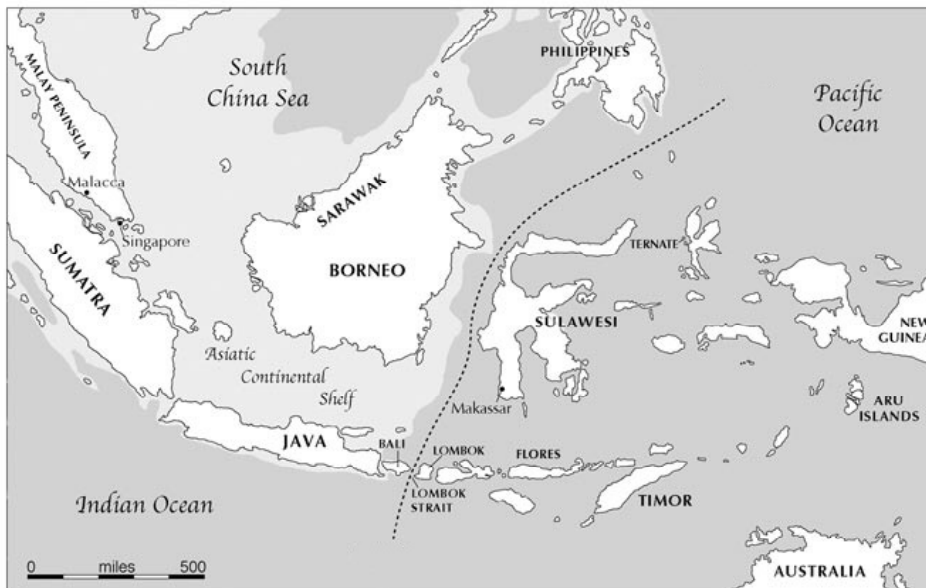 PHILIPPINES
South
China Sea
Pacific
Ocean
MALAY PENINSULA
Malacca
Singapore
SARAWAK
TERNATE
SUMATRA
BORNEO
SULAWESI
NEW
GUINEA
Asiatic
Continental
Shelf
Makassar
ARU
ISLANDS
JAVA
BALI
LOMBOK
FLORES
LOMBOK
STRAIT
TIMOR
Indian Ocean
0 miles 500
AUSTRALIA